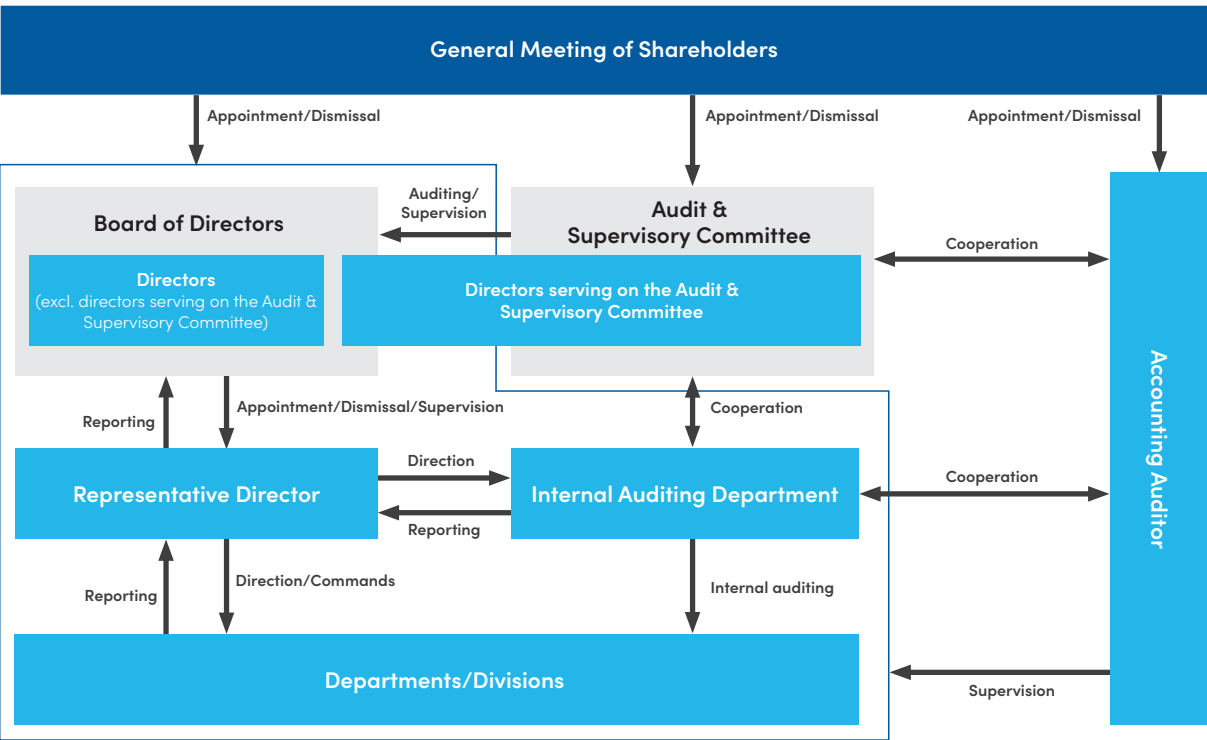 General Meeting of Shareholders
Appointment/Dismissal
Appointment/Dismissal
Appointment/Dismissal
Board of Directors
Auditing/
Supervision
Audit &
Supervisory Committee
Cooperation
Directors
(excl. directors serving on the Audit &
Supervisory Committee)
Directors serving on the Audit &
Supervisory Committee
Accounting Auditor
Reporting
Appointment/Dismissal/Supervision
Cooperation
Representative Director
Direction
Reporting
Internal Auditing Department
Cooperation
Reporting
Direction/Commands
Internal auditing
Departments/Divisions
Supervision